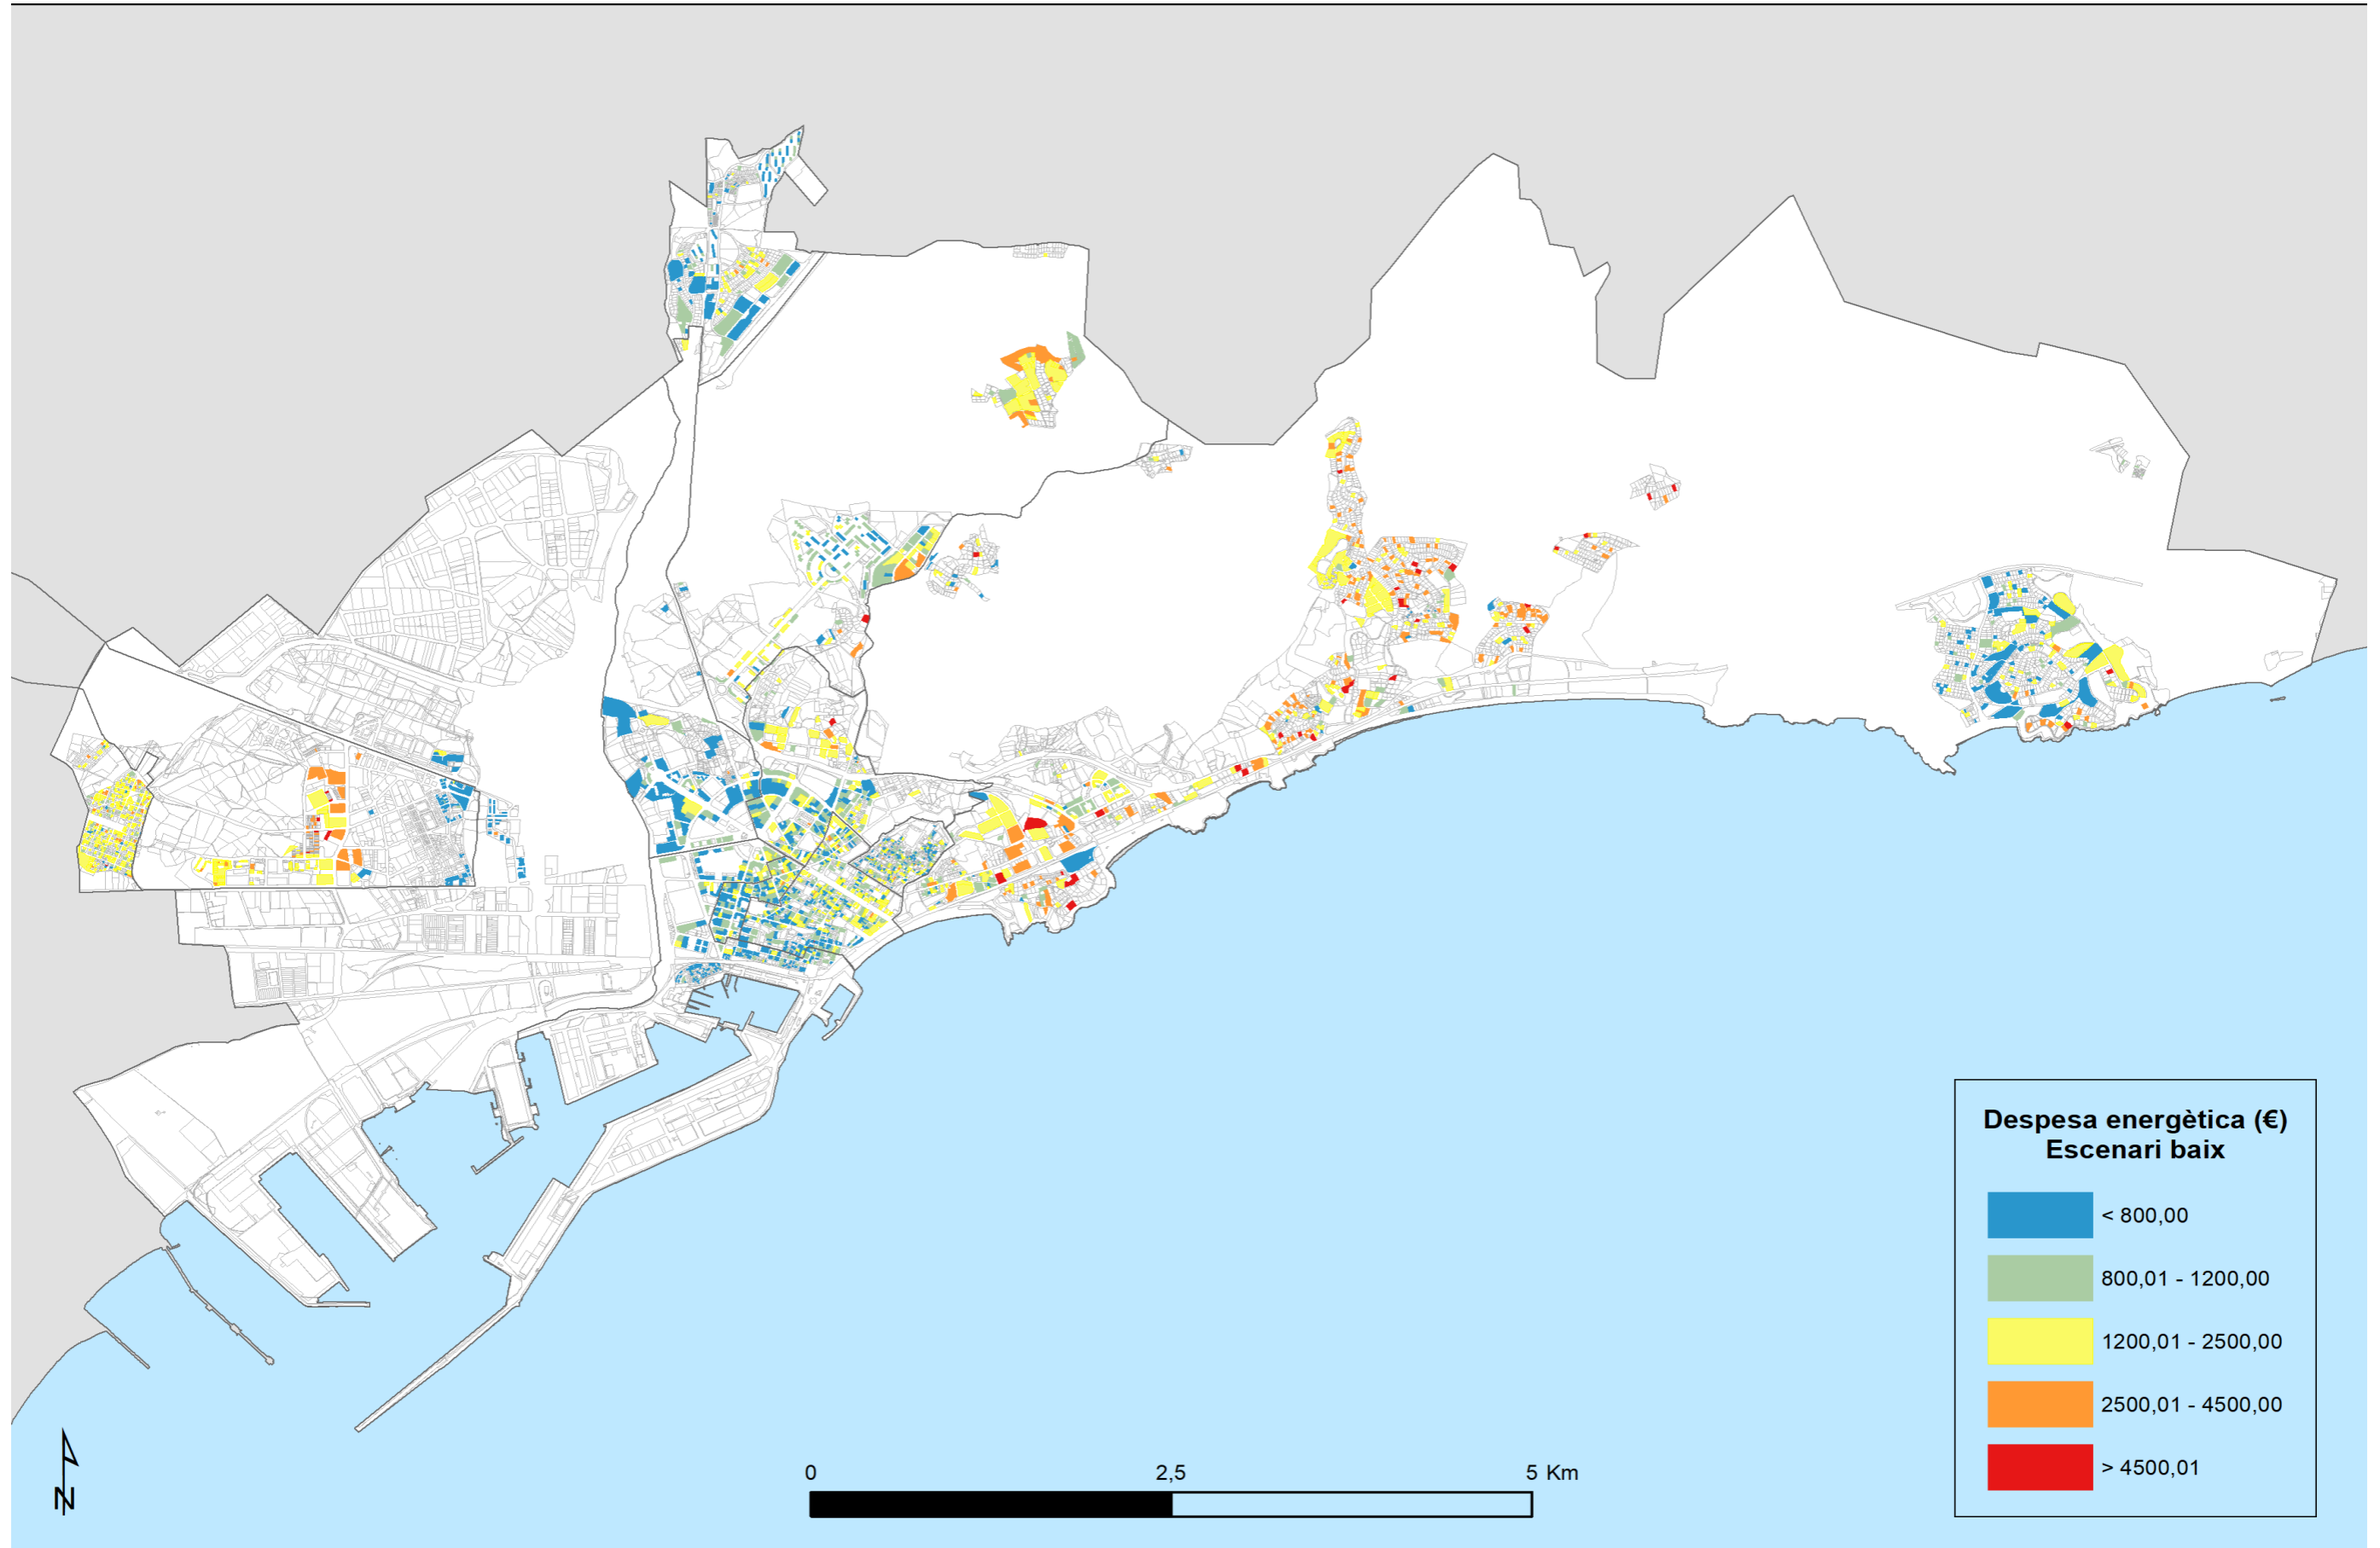 Despesa energètica (€)
Escenari baix
< 800,00
800,01 - 1200,00
1200,01 - 2500,00
2500,01 - 4500,00
> 4500,01
0 2,5 5 Km
N